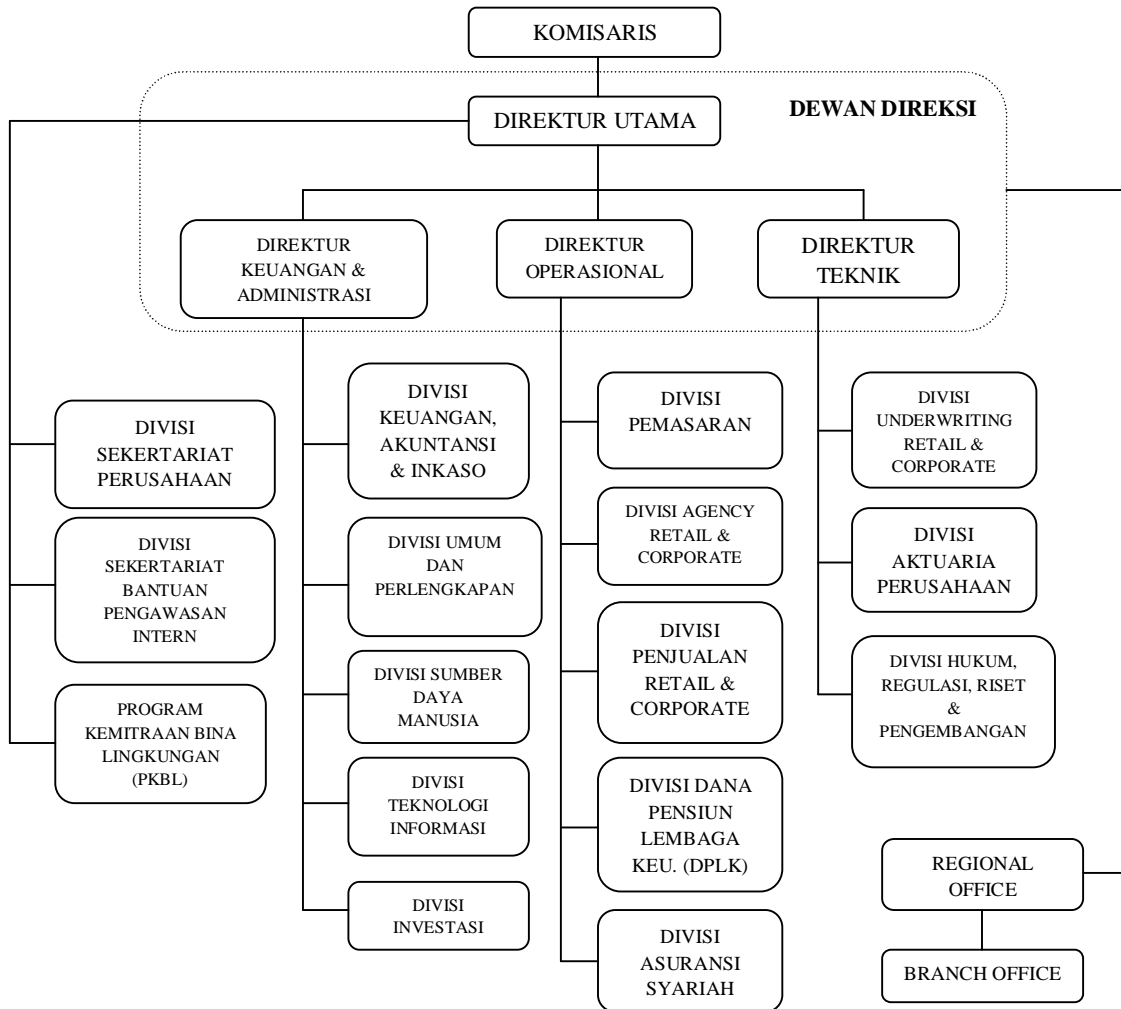 KOMISARIS
DEWAN DIREKSI
DIREKTUR UTAMA
DIREKTUR
KEUANGAN &
ADMINISTRASI
DIREKTUR
OPERASIONAL
DIREKTUR
TEKNIK
DIVISI
SEKERTARIAT
PERUSAHAAN
DIVISI
SEKERTARIAT
BANTUAN
PENGAWASAN
INTERN
PROGRAM
KEMITRAAN BINA
LINGKUNGAN
(PKBL)
DIVISI
KEUANGAN,
AKUNTANSI
& INKASO
DIVISI UMUM
DAN
PERLENGKAPAN
DIVISI SUMBER
DAYA
MANUSIA
DIVISI
TEKNOLOGI
INFORMASI
DIVISI
INVESTASI
DIVISI
PEMASARAN
DIVISI AGENCY
RETAIL &
CORPORATE
DIVISI
PENJUALAN
RETAIL &
CORPORATE
DIVISI DANA
PENSIUN
LEMBAGA
KEU. (DPLK)
DIVISI
ASURANSI
SYARIAH
DIVISI
UNDERWRITING
RETAIL &
CORPORATE
DIVISI
AKTUARIA
PERUSAHAAN
DIVISI HUKUM,
REGULASI, RISET
&
PENGEMBANGAN
REGIONAL
OFFICE
BRANCH OFFICE